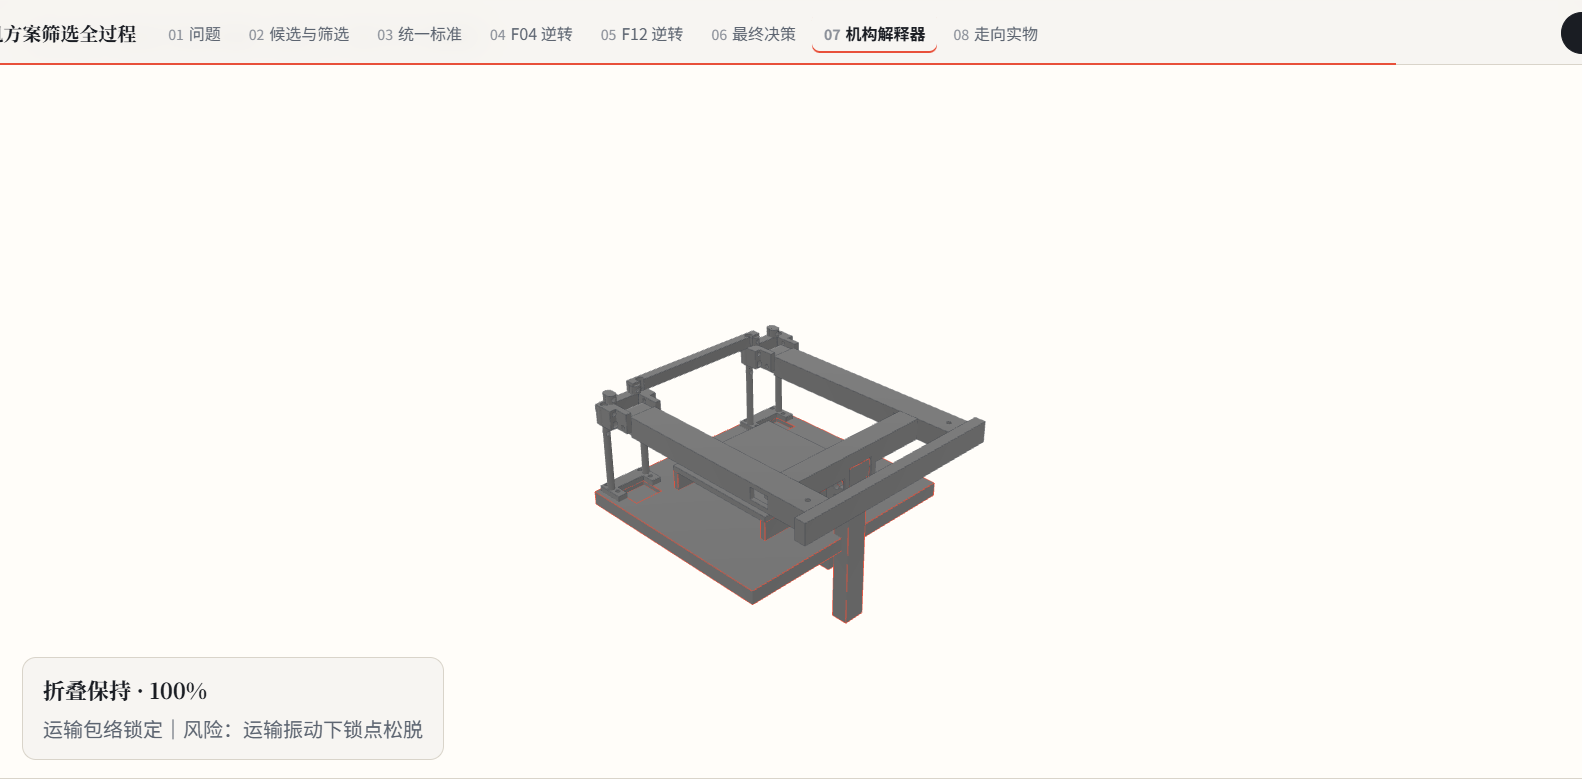 方案筛选全过程
01 问题
02 候选与筛选
03 统一标准
04 F04 逆转
05 F12 逆转
06 最终决策
07 机构解释器
08 走向实物
折叠保持 · 100%
运输包络锁定｜风险：运输振动下锁点松脱